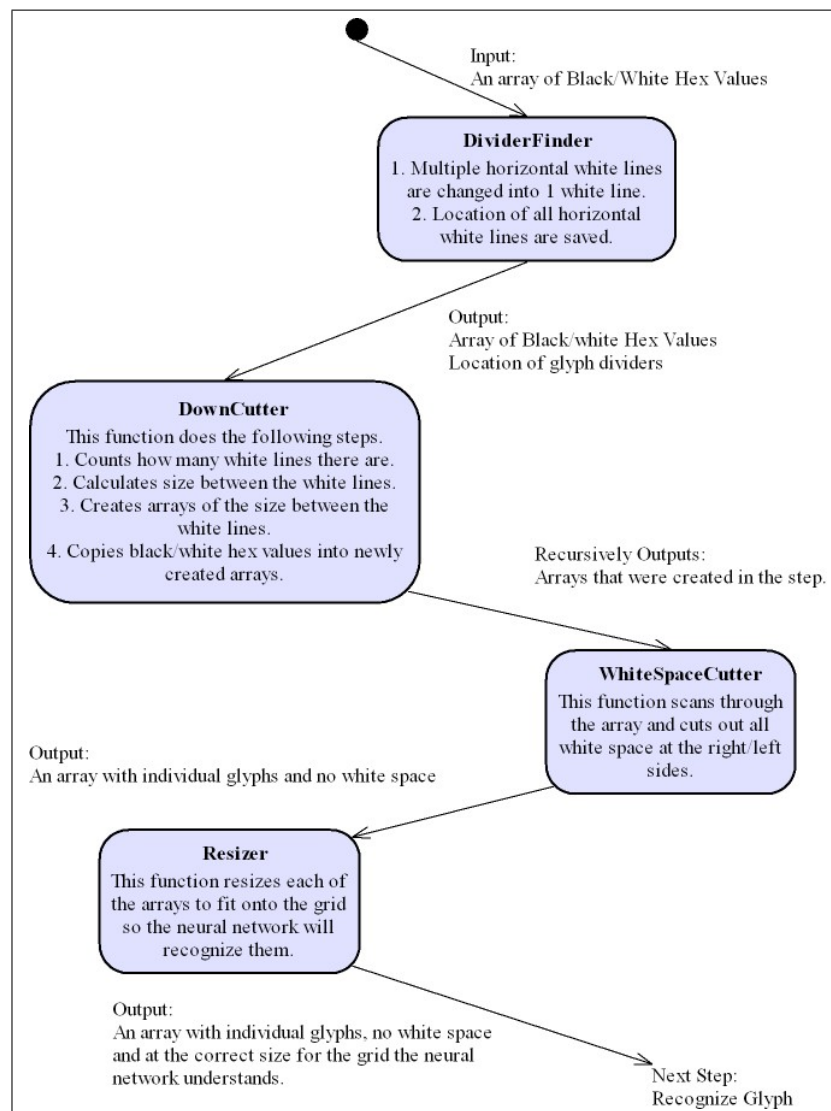 Input:
An array of Black/White Hex Values
DividerFinder
1. Multiple horizontal white lines
are changed into 1 white line.
2. Location of all horizontal
white lines are saved.
Output:
Array of Black/white Hex Values
Location of glyph dividers
DownCutter
This function does the following steps.
1. Counts how many white lines there are.
2. Calculates size between the white lines.
3. Creates arrays of the size between the
white lines.
4. Copies black/white hex values into newly
created arrays.
Recursively Outputs:
Arrays that were created in the step.
WhiteSpaceCutter
This function scans through
the array and cuts out all
white space at the right/left
sides.
Output:
An array with individual glyphs and no white space
Resizer
This function resizes each of
the arrays to fit onto the grid
so the neural network will
recognize them.
Output:
An array with individual glyphs, no white space
and at the correct size for the grid the neural
network understands.
Next Step:
Recognize Glyph